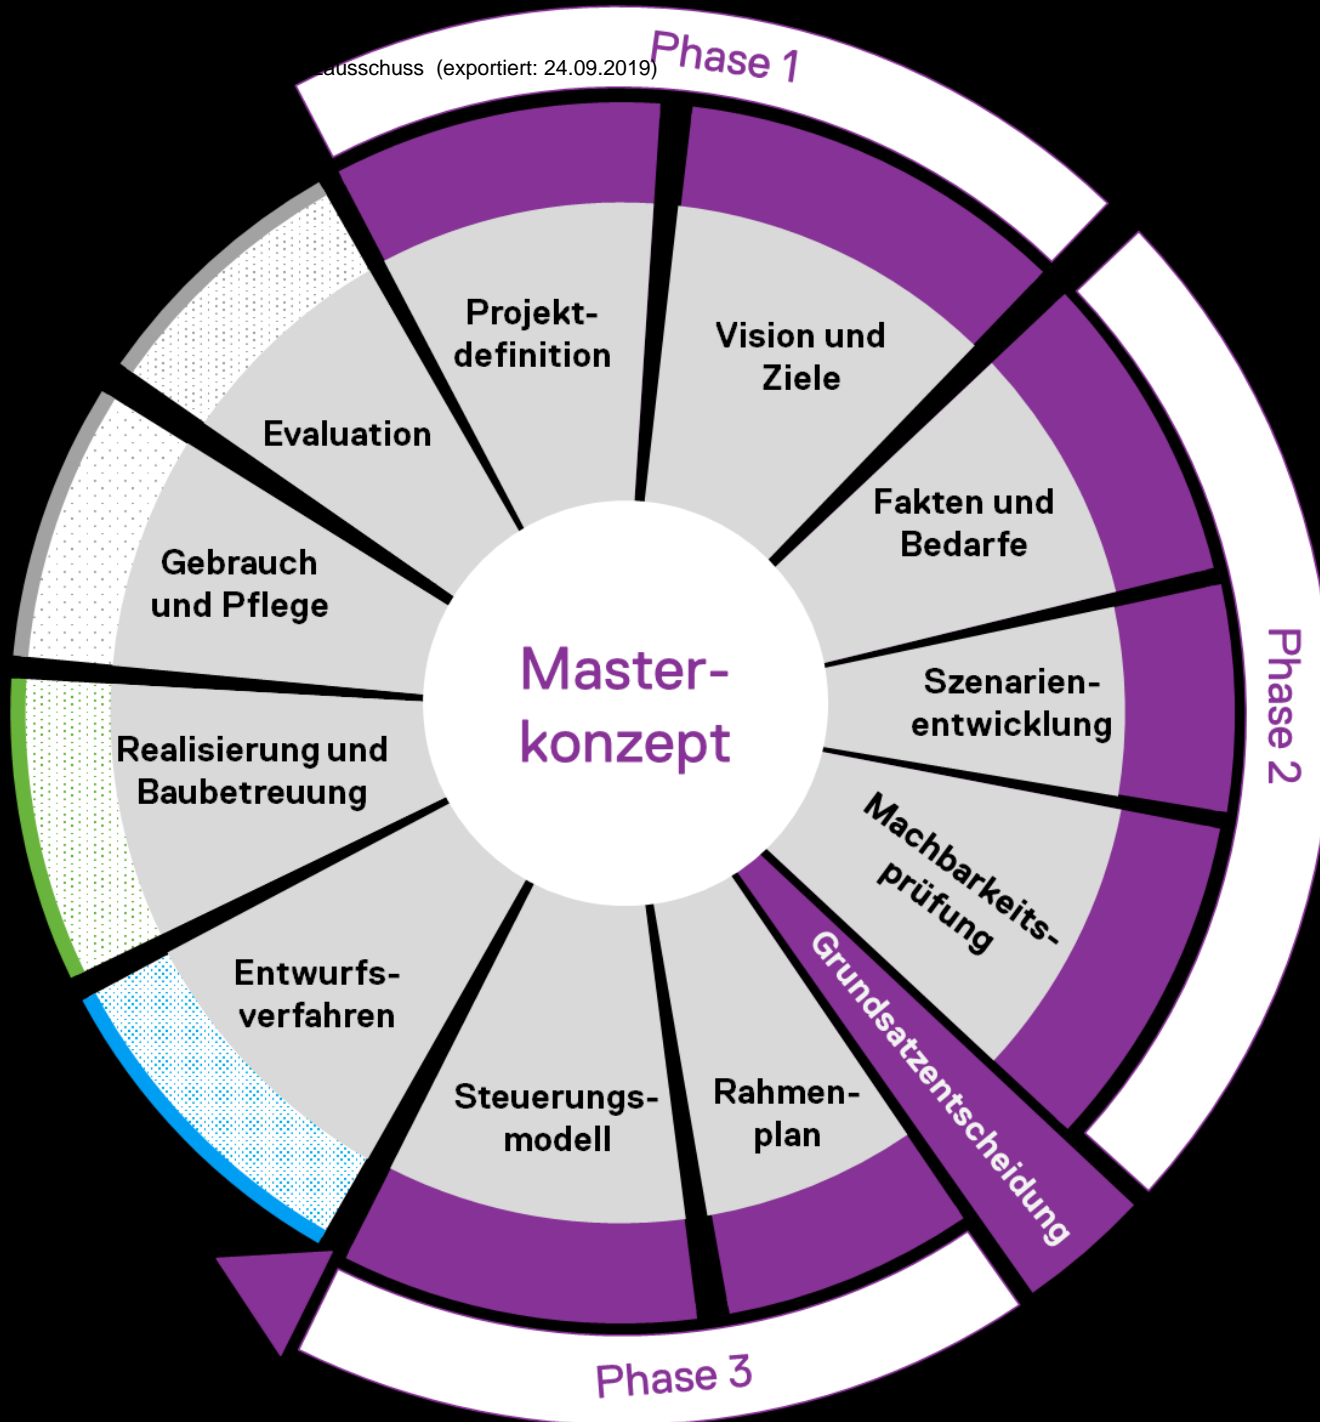 Phase 1
(exportiert: 24.09.2019)
Projekt-
definition
Vision und
Ziele
Fakten und
Bedarfe
Szenarien-
entwicklung
Machbarkeits-
prüfung
Phase 2
Grundsatzentscheidung
Rahmen-
plan
Steuerungs-
modell
Phase 3
Entwurfs-
verfahren
Realisierung und
Baubetreuung
Gebrauch
und Pflege
Evaluation
Master-
konzept